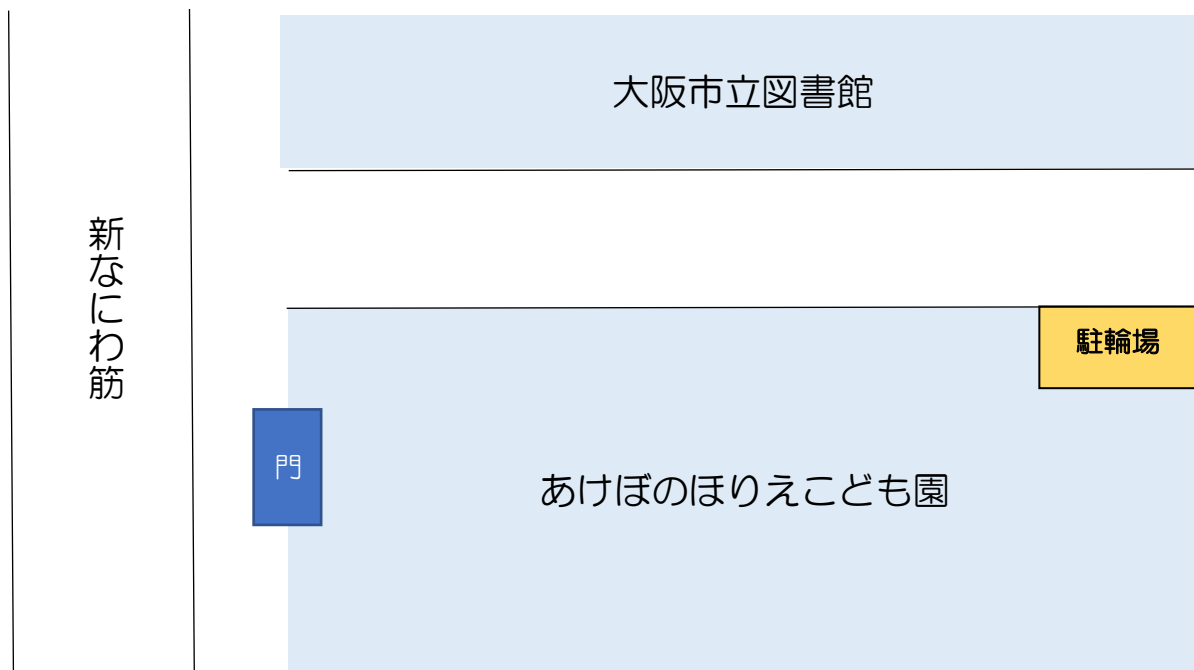 大阪市立図書館
新なにわ筋
駐輪場
門
あけぼのほりえこども園